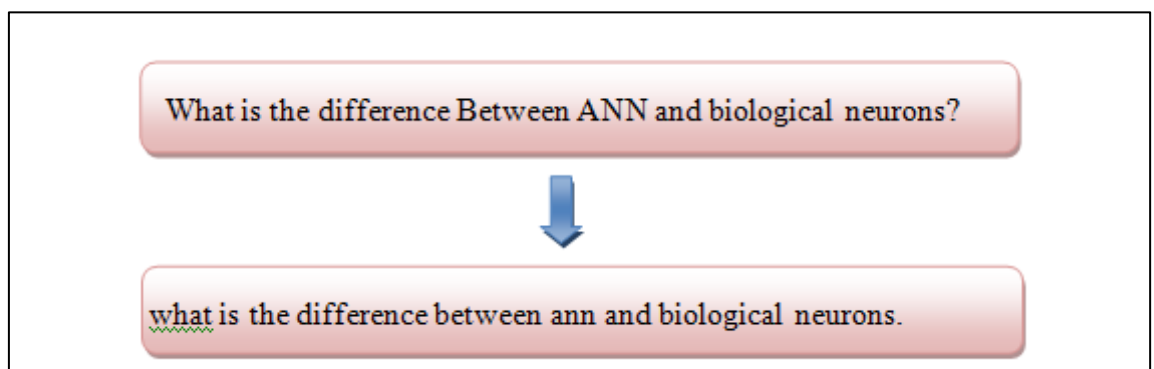 What is the difference Between ANN and biological neurons?
what is the difference between ann and biological neurons.